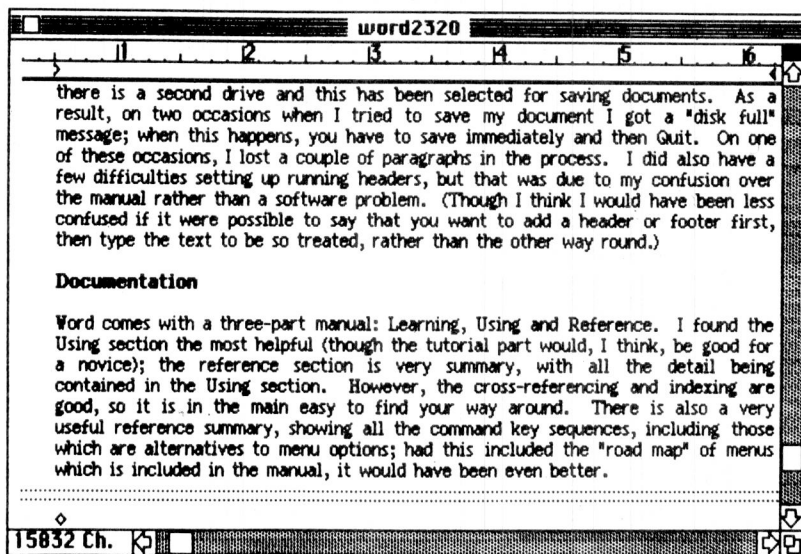 word2320
1 2 3 4 5 6
there is a second drive and this has been selected for saving documents. As a
result, on two occasions when I tried to save my document I got a "disk full"
message; when this happens, you have to save immediately and then Quit. On one
of these occasions, I lost a couple of paragraphs in the process. I did also have a
few difficulties setting up running headers, but that was due to my confusion over
the manual rather than a software problem. (Though I think I would have been less
confused if it were possible to say that you want to add a header or footer first,
then type the text to be so treated, rather than the other way round.)
Documentation
Word comes with a three-part manual: Learning, Using and Reference. I found the
Using section the most helpful (though the tutorial part would, I think, be good for
a novice); the reference section is very summary, with all the detail being
contained in the Using section. However, the cross-referencing and indexing are
good, so it is in the main easy to find your way around. There is also a very
useful reference summary, showing all the command key sequences, including those
which are alternatives to menu options; had this included the "road map" of menus
which is included in the manual, it would have been even better.
15832 Ch.